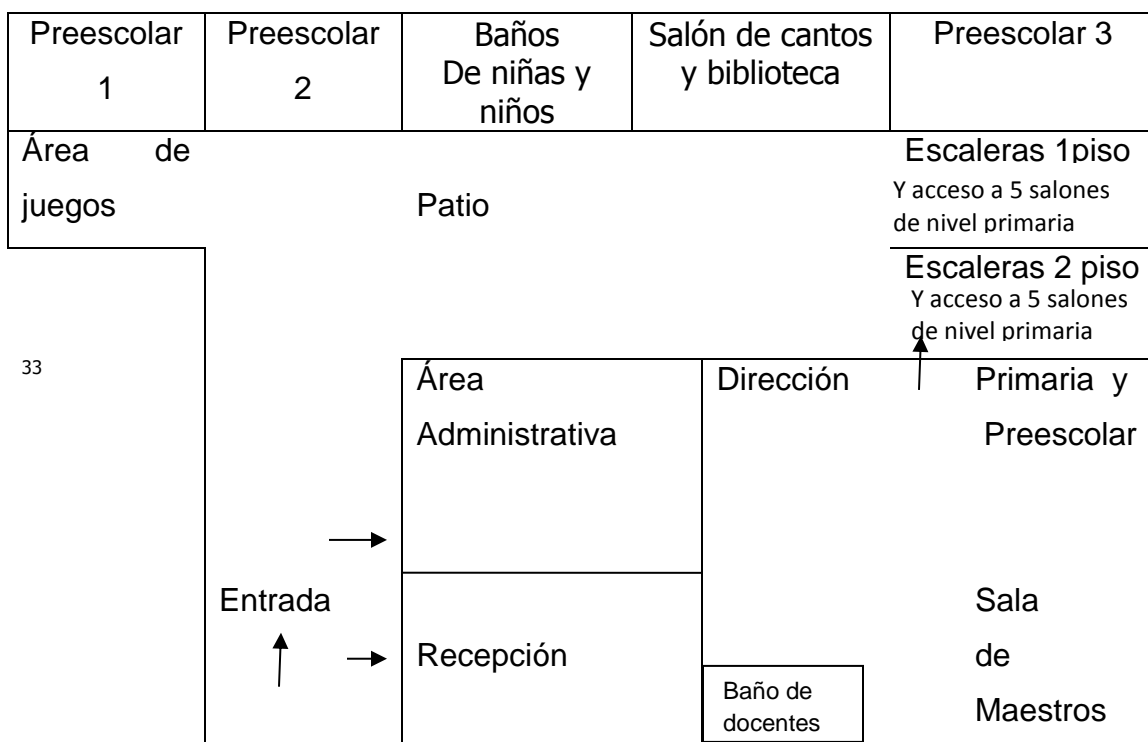 Preescolar
1
Preescolar
2
Baños
De niñas y
niños
Salón de cantos
y biblioteca
Preescolar 3
Área de
juegos
Patio
Escaleras 1piso
Y acceso a 5 salones
de nivel primaria
Escaleras 2 piso
Y acceso a 5 salones
de nivel primaria
33
Área
Administrativa
Dirección
Primaria y
Preescolar
Entrada
Recepción
Baño de
docentes
Sala
de
Maestros